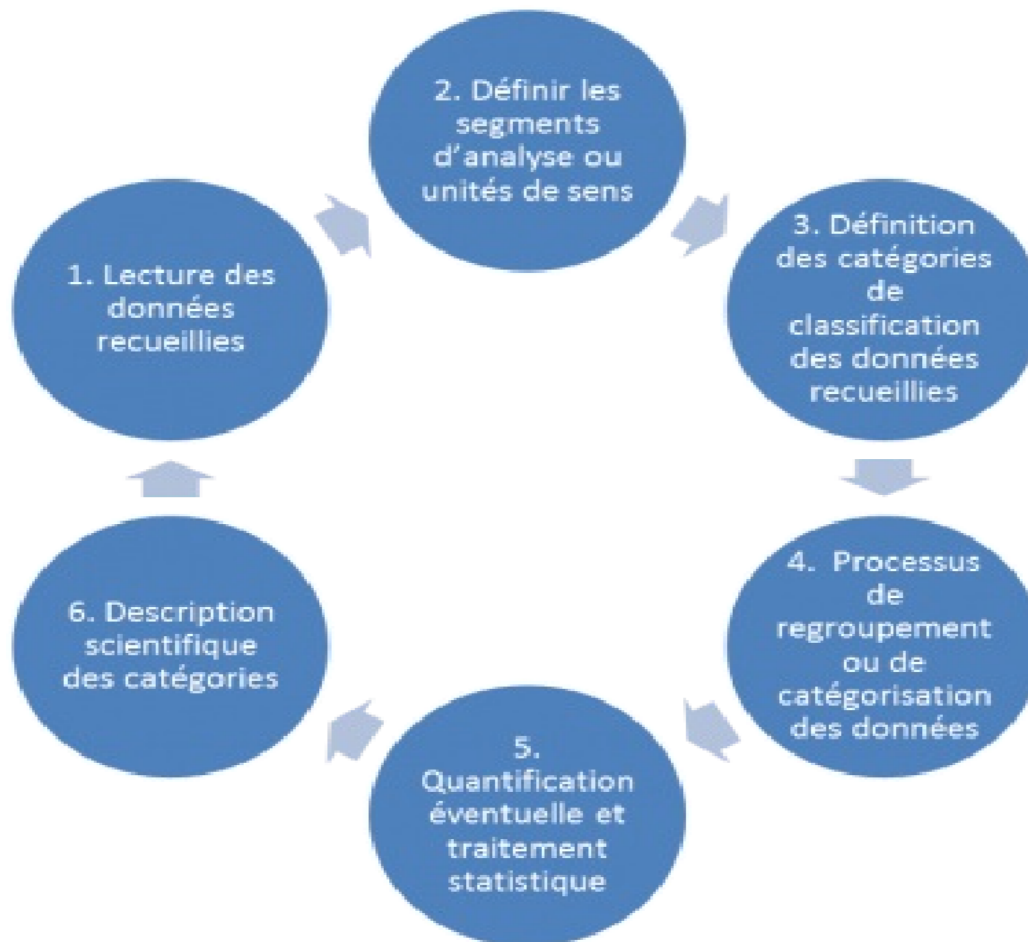 1. Lecture des
données
recueillies
2. Définir les
segments
d'analyse ou
unités de sens
3. Définition
des catégories
de
classification
des données
recueillies
4. Processus
de
regroupement
ou de
catégorisation
des données
5.
Quantification
éventuelle et
traitement
statistique
6. Description
scientifique
des catégories